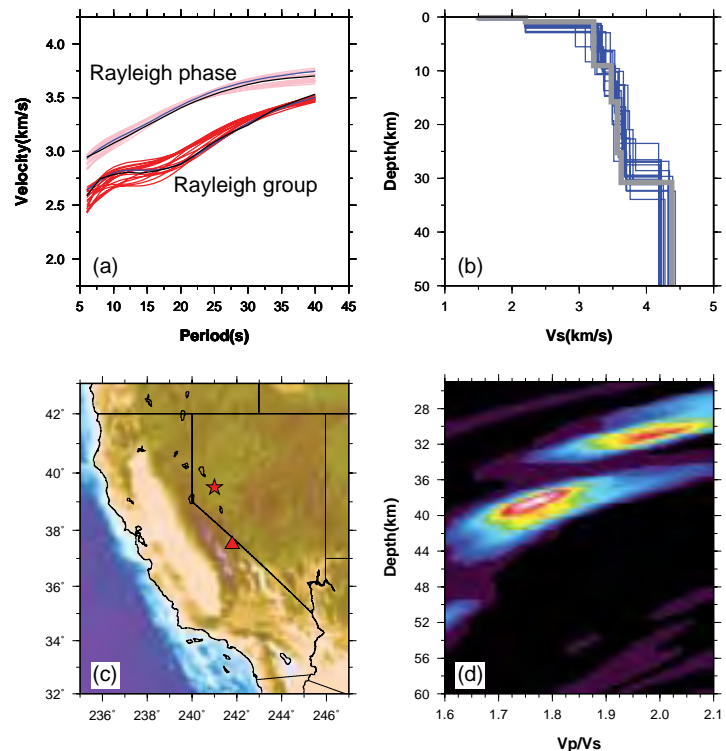 4.25
3.5
3.0
2.5
1.75
Velocity(km/s)
Rayleigh phase
Rayleigh group
(a)
5 10 15 20 25 30 35 40 45
Period(s)
0
10
20
30
40
50
Depth(km)
(b)
1 2 3 4 5
Vs(km/s)
42˚
40˚
38˚
36˚
34˚
32˚
(c)
236˚ 238˚ 240˚ 242˚ 244˚ 246˚
28
32
36
40
44
48
52
56
60
Depth(km)
(d)
1.6 1.7 1.8 1.9 2.0 2.1
Vp/Vs